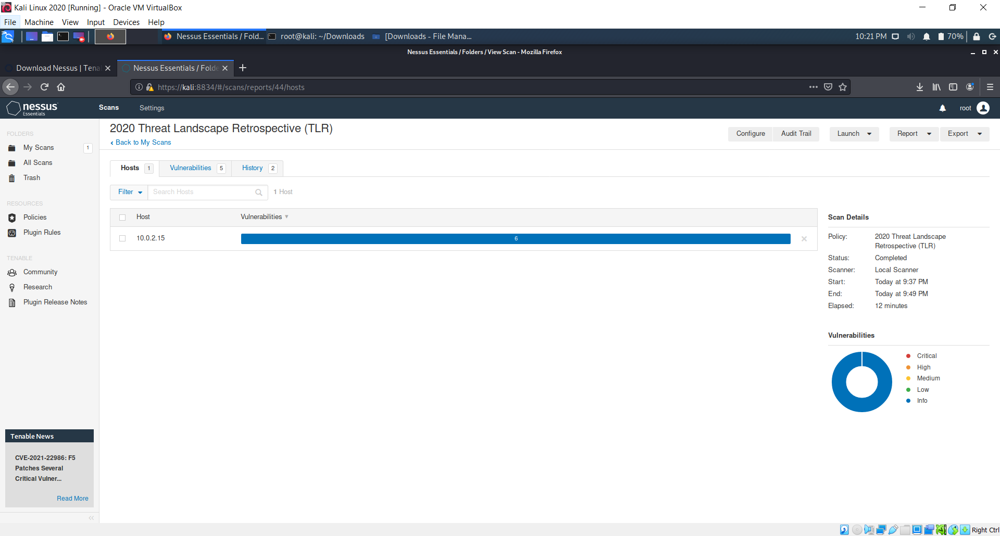 Kali Linux 2020 [Running] - Oracle VM VirtualBox
File Machine View Input Devices Help
Nessus Essentials / Fold... root@kali: ~/Downloads [Downloads - File Mana... 10:21 PM 70%
Nessus Essentials / Folders / View Scan - Mozilla Firefox
Download Nessus | Tena Nessus Essentials / Folde
https://kali:8834/#/scans/reports/44/hosts
nessus Essentials Scans Settings root
FOLDERS
My Scans 1
All Scans
Trash
RESOURCES
Policies
Plugin Rules
TENABLE
Community
Research
Plugin Release Notes
Tenable News
CVE-2021-22986: F5
Patches Several
Critical Vulner...
Read More
2020 Threat Landscape Retrospective (TLR)
Back to My Scans
Configure Audit Trail Launch Report Export
Hosts 1 Vulnerabilities 5 History 2
Filter Search Hosts 1 Host
Host Vulnerabilities
10.0.2.15 6
Scan Details
Policy: 2020 Threat Landscape
Retrospective (TLR)
Status: Completed
Scanner: Local Scanner
Start: Today at 9:37 PM
End: Today at 9:49 PM
Elapsed: 12 minutes
Vulnerabilities
Critical
High
Medium
Low
Info
Right Ctrl